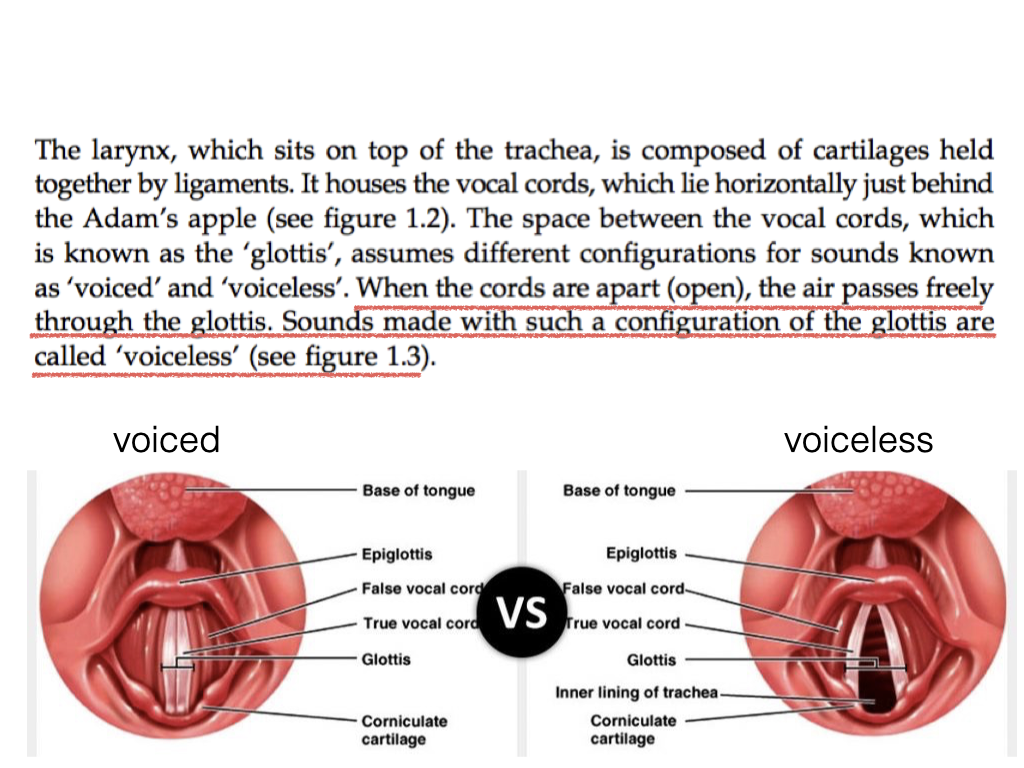 The larynx, which sits on top of the trachea, is composed of cartilages held
together by ligaments. It houses the vocal cords, which lie horizontally just behind
the Adam's apple (see figure 1.2). The space between the vocal cords, which
is known as the ‘glottis’, assumes different configurations for sounds known
as ‘voiced’ and ‘voiceless’. When the cords are apart (open), the air passes freely
through the glottis. Sounds made with such a configuration of the glottis are
called ‘voiceless’ (see figure 1.3).
voiced
voiceless
Base of tongue
Epiglottis
False vocal cord
True vocal cord
Glottis
Corniculate
cartilage
VS
Base of tongue
Epiglottis
False vocal cord
True vocal cord
Glottis
Inner lining of trachea
Corniculate
cartilage